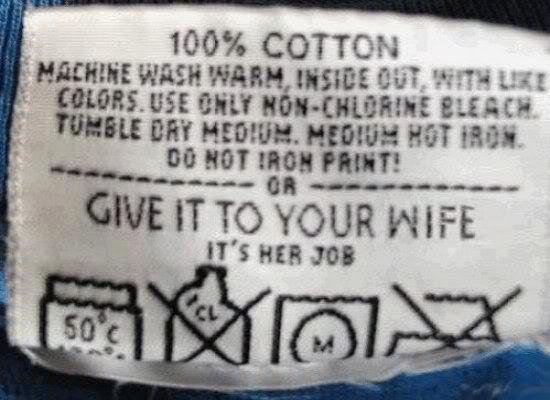 100% COTTON
MACHINE WASH WARM, INSIDE OUT, WITH LIKE
COLORS. USE ONLY NON-CHLORINE BLEACH.
TUMBLE DRY MEDIUM. MEDIUM HOT IRON.
DO NOT IRON PRINT!
OR
GIVE IT TO YOUR WIFE
IT'S HER JOB
50°C CL M